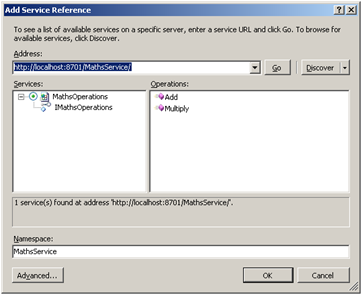 Add Service Reference
To see a list of available services on a specific server, enter a service URL and click Go. To browse for
available services, click Discover.
Address:
http://localhost:8701/MathsService/
Go
Discover
Services:
Operations:
MathsOperations
IMathsOperations
Add
Multiply
1 service(s) found at address 'http://localhost:8701/MathsService/'.
Namespace:
MathsService
Advanced...
OK
Cancel